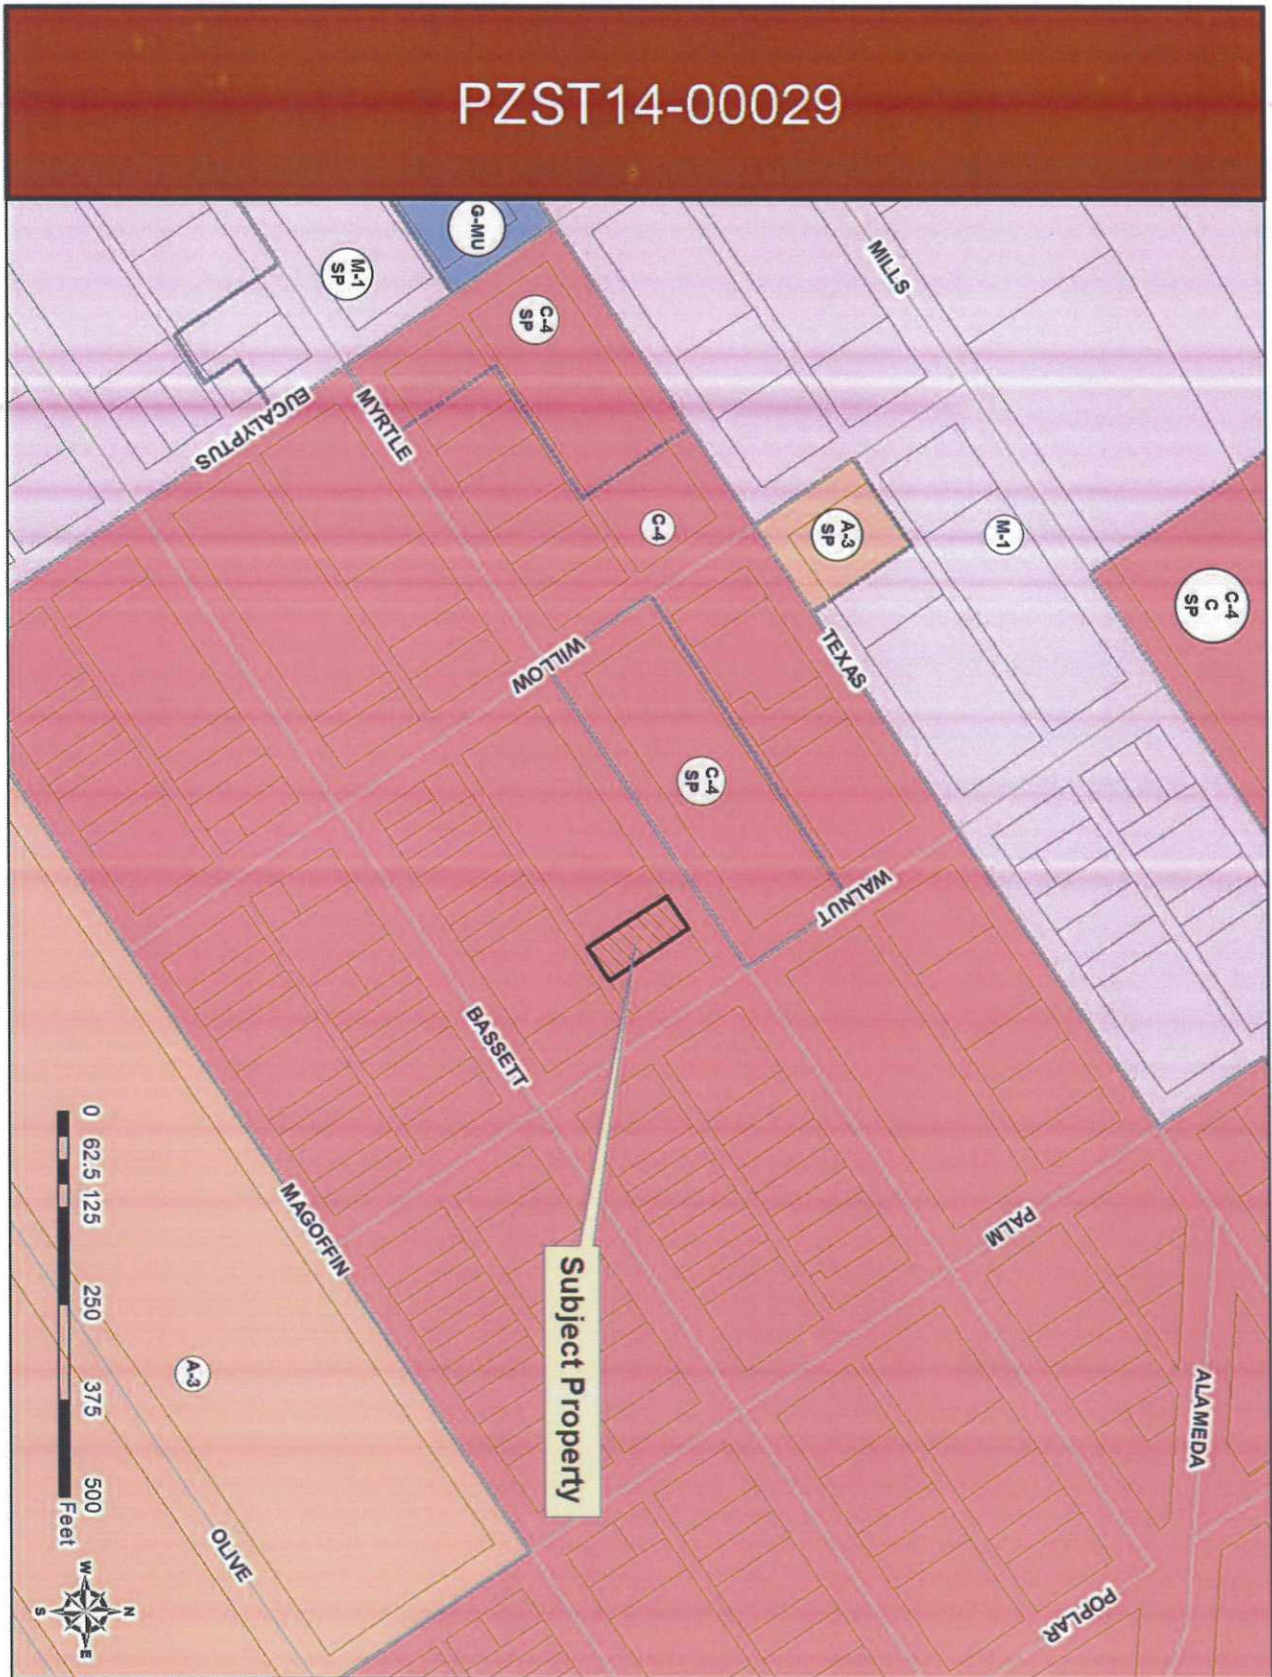 PZST14-00029
G-MU
M-1
SP
C-4
SP
MILLS
EUCALYPTUS
MYRTLE
C-4
A-3
SP
M-1
C-4
C
SP
WILLOW
TEXAS
C-4
SP
WALNUT
BASSETT
MAGOFFIN
PALM
Subject Property
ALAMEDA
A-3
OLIVE
POPLAR
0 62.5 125 250 375 500
Feet
N
W
E
S